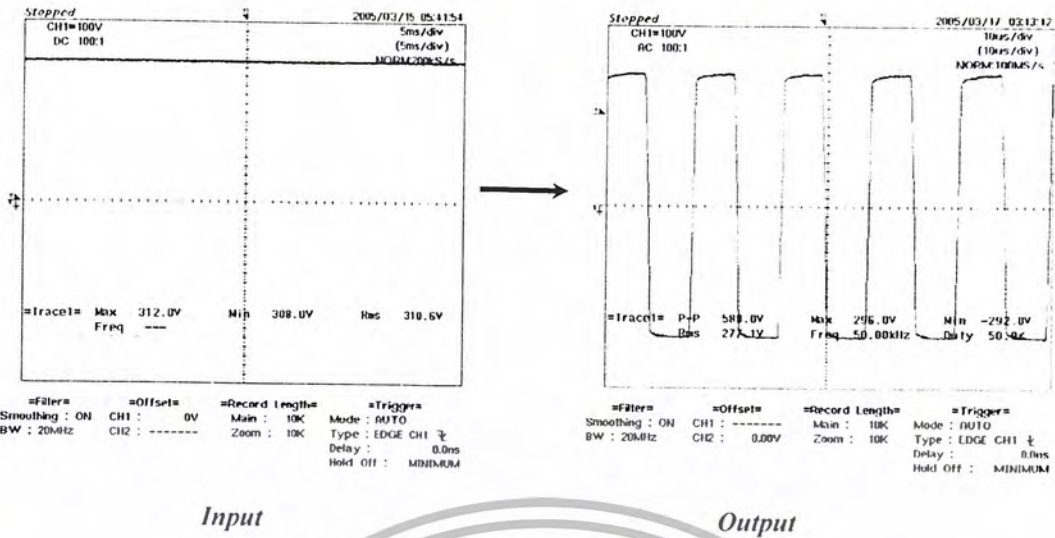 Stopped
2005/03/15 05:41:54
CH1=100V
5ms/div
DC 100:1
(5ms/div)
NORM:200kS/s
=Trace1= Max 312.0V Min 308.0V Rms 310.6V
Freq ---
=Filter= =Offset= =Record Length= =Trigger=
Smoothing : ON CH1 : 0V Main : 10K Mode : AUTO
BW : 20MHz CH2 : ------- Zoom : 10K Type : EDGE CH1
Delay : 0.0ns
Hold Off : MINIMUM
Input
Stopped
2005/03/17 03:13:12
CH1=100V
10us/div
AC 100:1
(10us/div)
NORM:100MS/s
=Trace1= P-P Max 296.0V Min -292.0V
Rms Freq 50.00kHz Duty
=Filter= =Offset= =Record Length= =Trigger=
Smoothing : ON CH1 : ------- Main : 10K Mode : AUTO
BW : 20MHz CH2 : 0.00V Zoom : 10K Type : EDGE CH1
Delay : 0.0ns
Hold Off : MINIMUM
Output